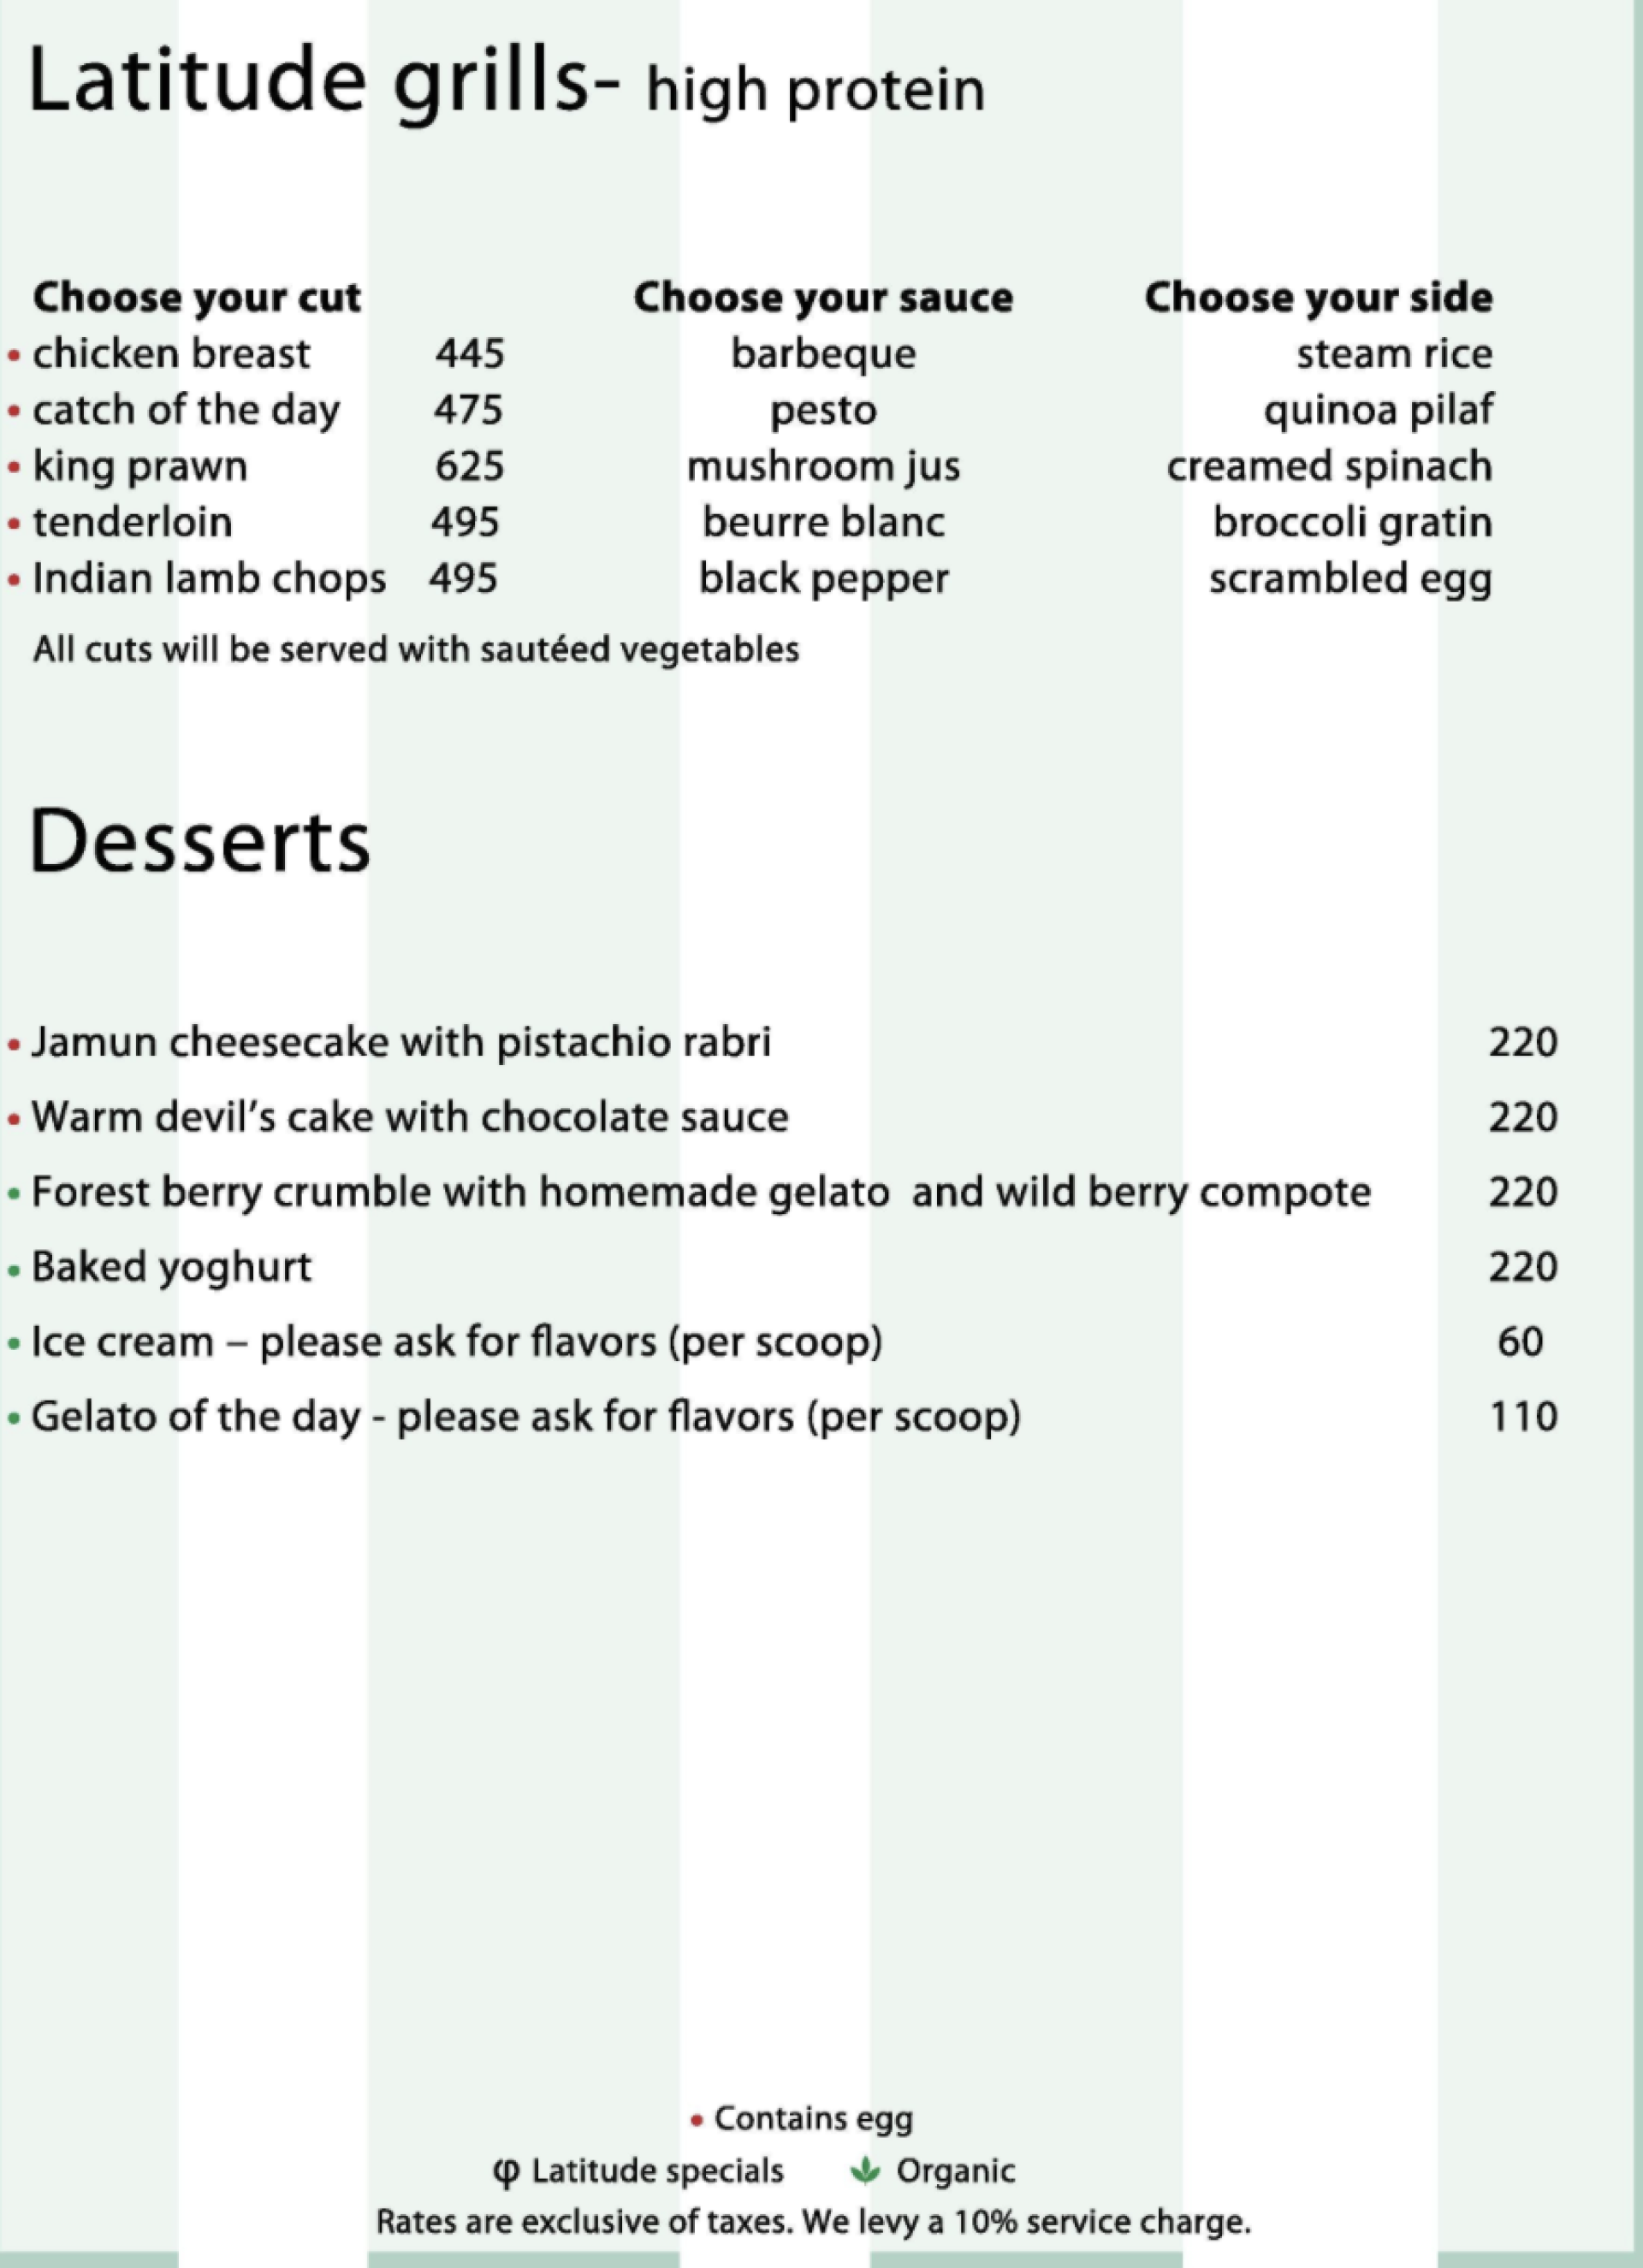 Latitude grills- high protein
Choose your cut Choose your sauce Choose your side
• chicken breast 445 barbeque steam rice
• catch of the day 475 pesto quinoa pilaf
• king prawn 625 mushroom jus creamed spinach
• tenderloin 495 beurre blanc broccoli gratin
• Indian lamb chops 495 black pepper scrambled egg
All cuts will be served with sautéed vegetables
Desserts
• Jamun cheesecake with pistachio rabri 220
• Warm devil's cake with chocolate sauce 220
• Forest berry crumble with homemade gelato and wild berry compote 220
• Baked yoghurt 220
• Ice cream – please ask for flavors (per scoop) 60
• Gelato of the day - please ask for flavors (per scoop) 110
• Contains egg
φ Latitude specials Organic
Rates are exclusive of taxes. We levy a 10% service charge.